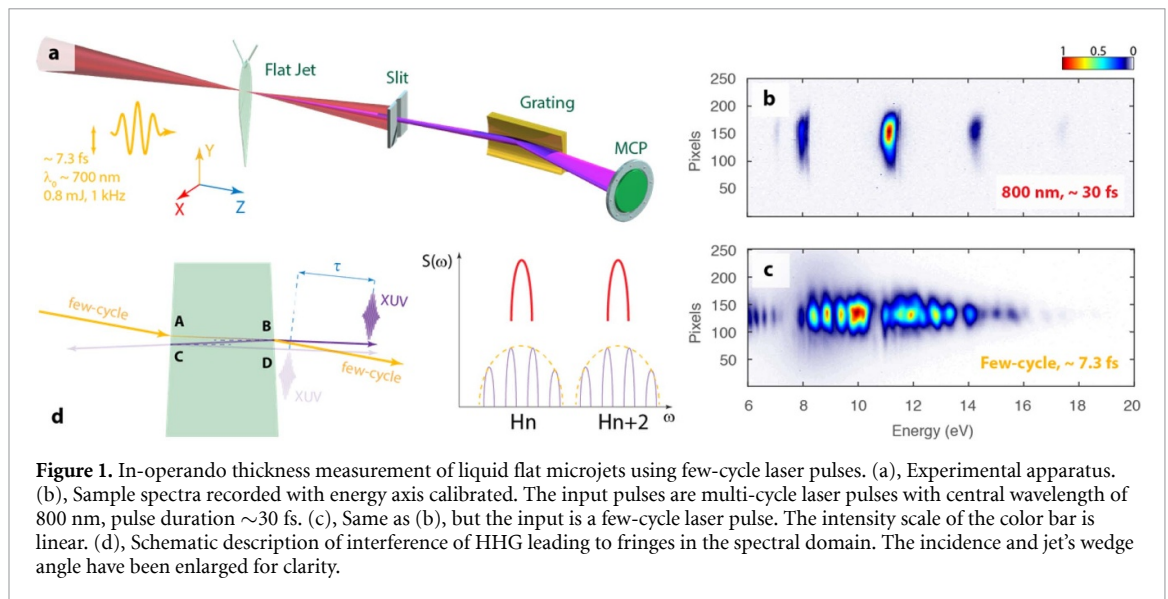 a
Flat Jet
Slit
Grating
MCP
~ 7.3 fs
λ₀ ~ 700 nm
0.8 mJ, 1 kHz
Y
X
Z
1 0.5 0
b
Pixels
250
200
150
100
50
800 nm, ~ 30 fs
c
Pixels
250
200
150
100
50
Few-cycle, ~ 7.3 fs
6 8 10 12 14 16 18 20
Energy (eV)
d
few-cycle
A
B
C
D
τ
XUV
XUV
few-cycle
S(ω)
Hn
Hn+2
ω
Figure 1. In-operando thickness measurement of liquid flat microjets using few-cycle laser pulses. (a), Experimental apparatus.
(b), Sample spectra recorded with energy axis calibrated. The input pulses are multi-cycle laser pulses with central wavelength of
800 nm, pulse duration ∼30 fs. (c), Same as (b), but the input is a few-cycle laser pulse. The intensity scale of the color bar is
linear. (d), Schematic description of interference of HHG leading to fringes in the spectral domain. The incidence and jet's wedge
angle have been enlarged for clarity.